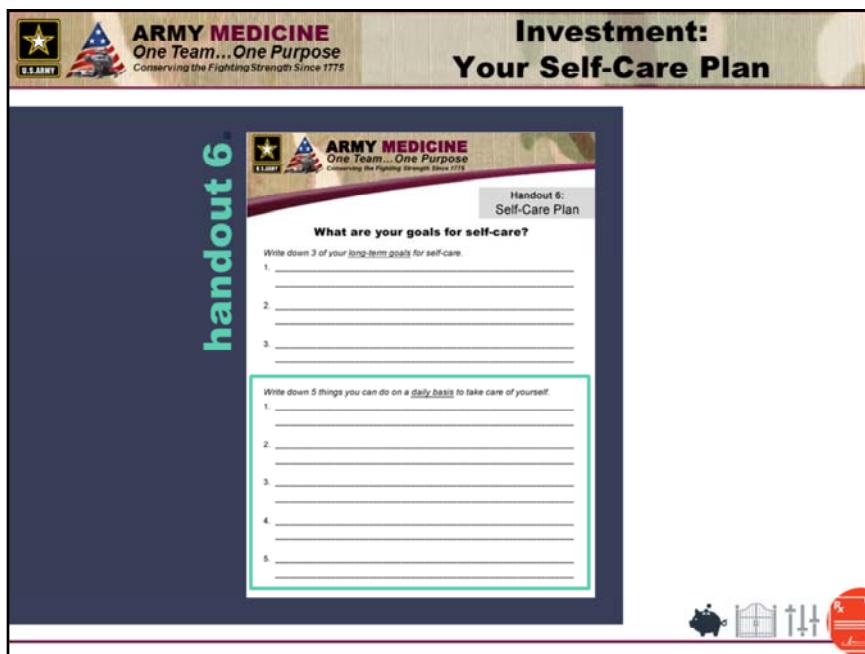 ARMY MEDICINE
One Team...One Purpose
Conserving the Fighting Strength Since 1775
U.S.ARMY
Investment:
Your Self-Care Plan
handout 6.
ARMY MEDICINE
One Team...One Purpose
Conserving the Fighting Strength Since 1775
Handout 6:
Self-Care Plan
What are your goals for self-care?
Write down 3 of your long-term goals for self-care.
1.
2.
3.
Write down 5 things you can do on a daily basis to take care of yourself.
1.
2.
3.
4.
5.
Rx